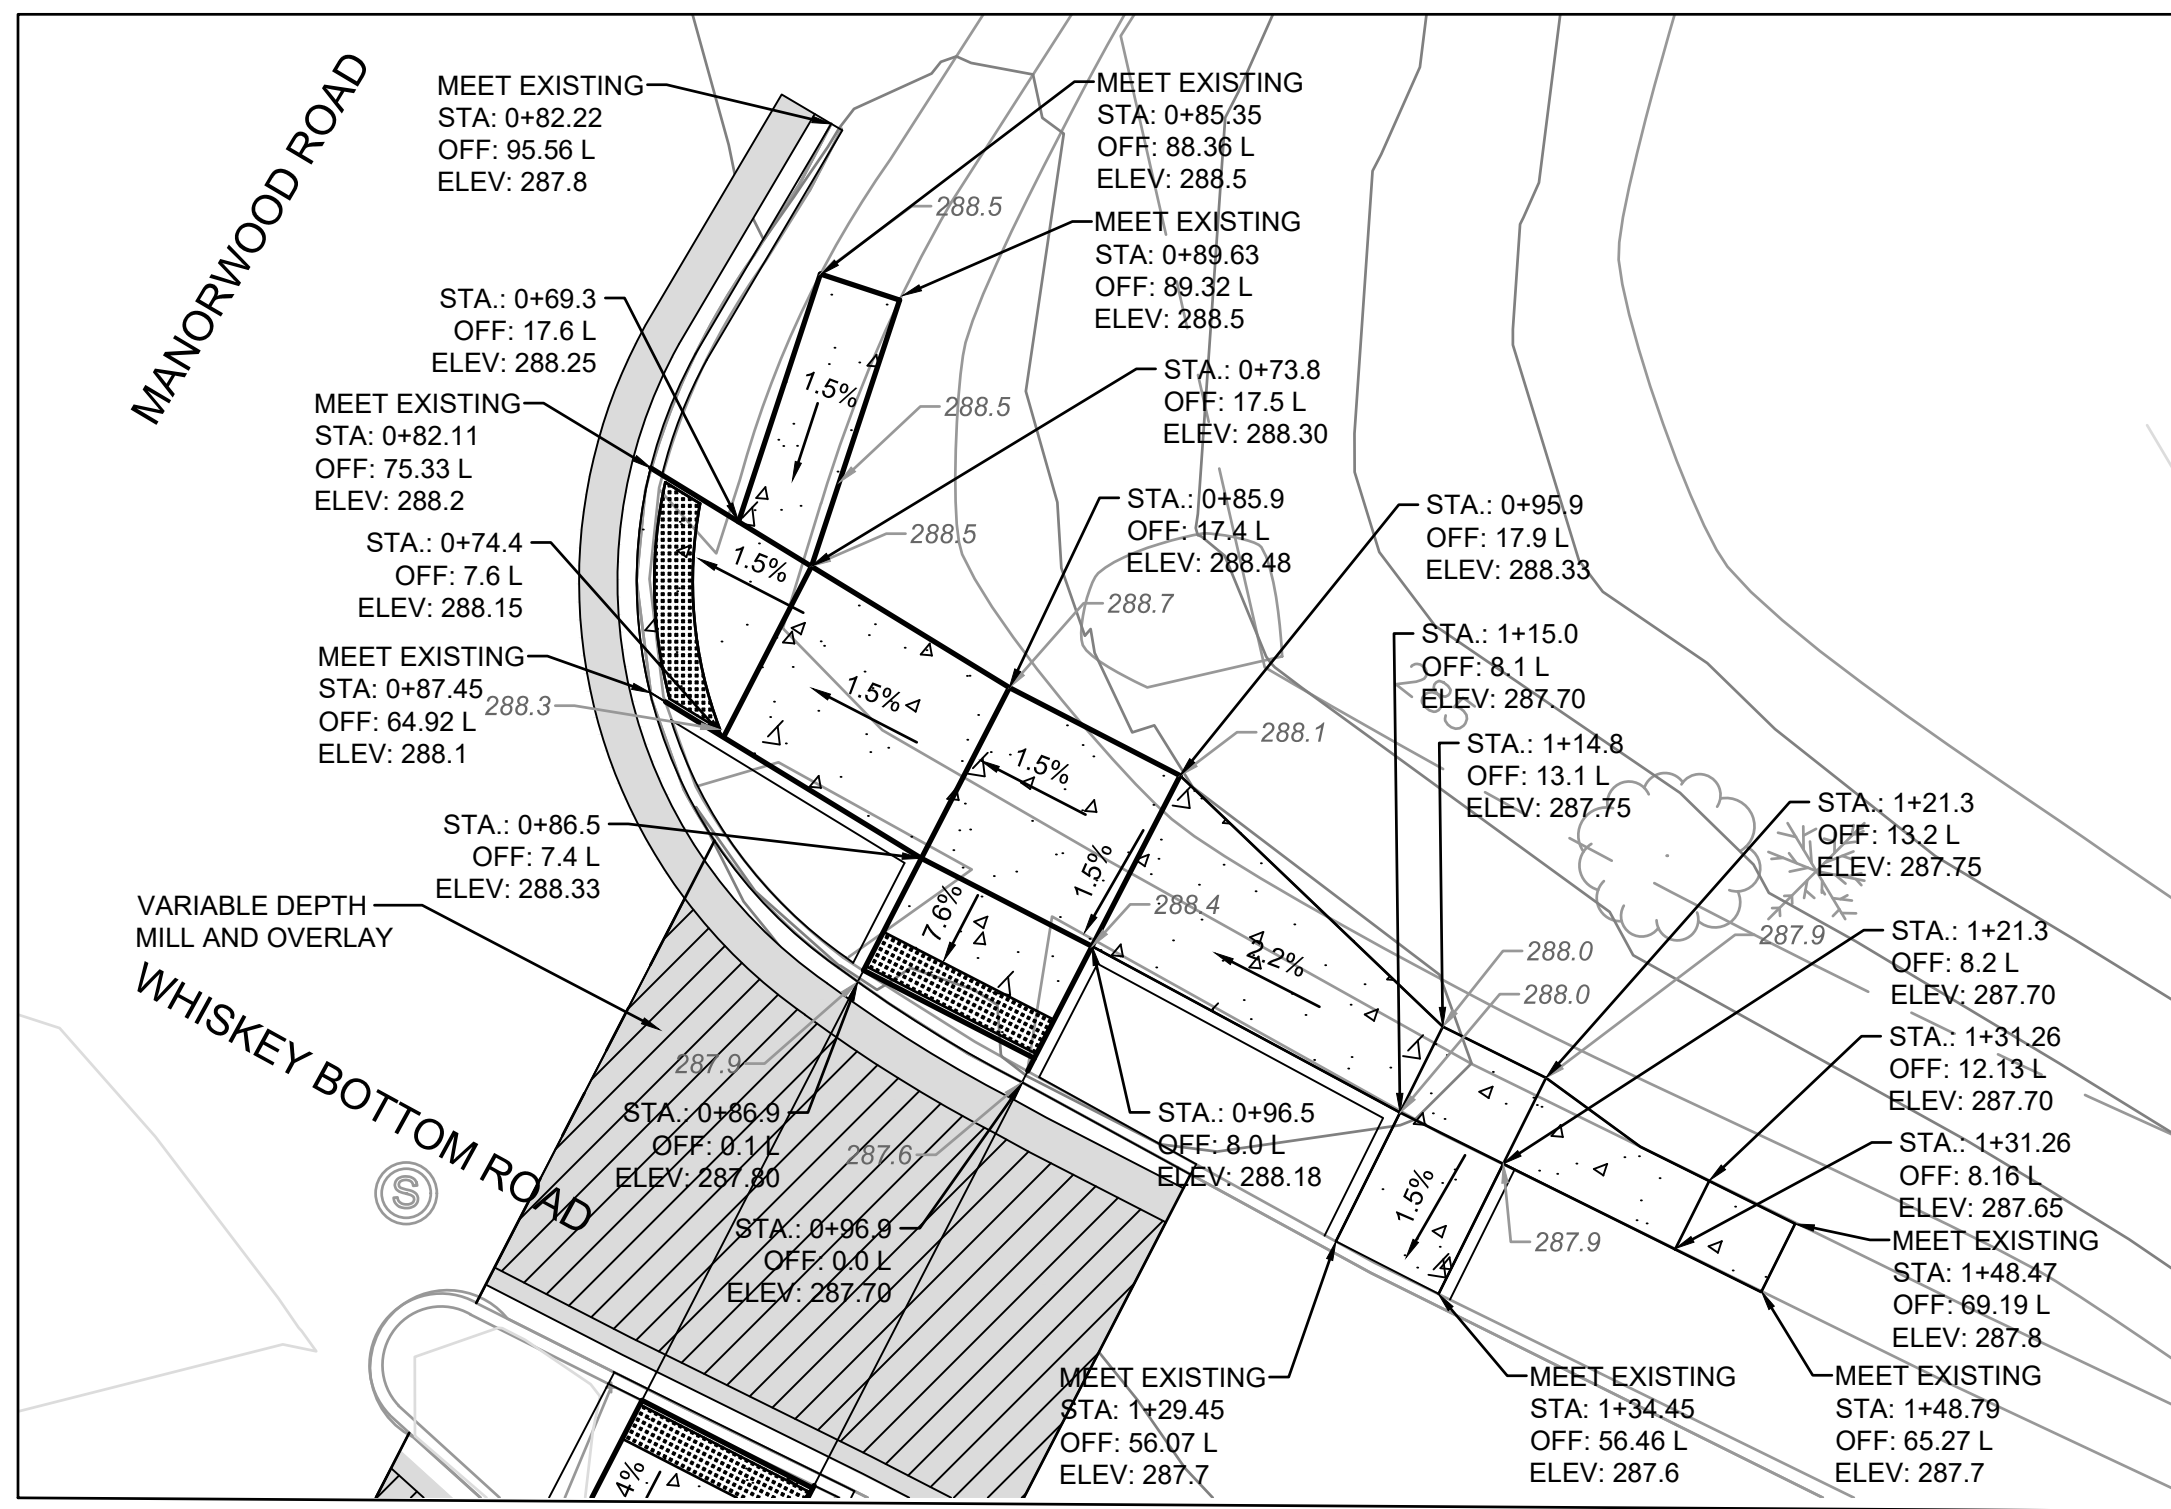 MANORWOOD ROAD
MEET EXISTING
STA: 0+82.22
OFF: 95.56 L
ELEV: 287.8
MEET EXISTING
STA: 0+85.35
OFF: 88.36 L
ELEV: 288.5
288.5
MEET EXISTING
STA: 0+89.63
OFF: 89.32 L
ELEV: 288.5
STA.: 0+69.3
OFF: 17.6 L
ELEV: 288.25
1.5%
288.5
STA.: 0+73.8
OFF: 17.5 L
ELEV: 288.30
MEET EXISTING
STA: 0+82.11
OFF: 75.33 L
ELEV: 288.2
STA.: 0+74.4
OFF: 7.6 L
ELEV: 288.15
1.5%
288.5
STA.: 0+85.9
OFF: 17.4 L
ELEV: 288.48
STA.: 0+95.9
OFF: 17.9 L
ELEV: 288.33
288.7
MEET EXISTING
STA: 0+87.45
OFF: 64.92 L
ELEV: 288.1
288.3
1.5%
STA.: 1+15.0
OFF: 8.1 L
ELEV: 287.70
288.1
1.5%
STA.: 1+14.8
OFF: 13.1 L
ELEV: 287.75
STA.: 0+86.5
OFF: 7.4 L
ELEV: 288.33
1.5%
STA.: 1+21.3
OFF: 13.2 L
ELEV: 287.75
VARIABLE DEPTH
MILL AND OVERLAY
7.6%
288.4
2.2%
288.0
288.0
287.9
STA.: 1+21.3
OFF: 8.2 L
ELEV: 287.70
WHISKEY BOTTOM ROAD
S
287.9
STA.: 0+86.9
OFF: 0.1 L
ELEV: 287.80
287.6
STA.: 0+96.5
OFF: 8.0 L
ELEV: 288.18
STA.: 1+31.26
OFF: 12.13 L
ELEV: 287.70
STA.: 1+31.26
OFF: 8.16 L
ELEV: 287.65
1.5%
287.9
STA.: 0+96.9
OFF: 0.0 L
ELEV: 287.70
MEET EXISTING
STA: 1+48.47
OFF: 69.19 L
ELEV: 287.8
MEET EXISTING
STA: 1+29.45
OFF: 56.07 L
ELEV: 287.7
MEET EXISTING
STA: 1+34.45
OFF: 56.46 L
ELEV: 287.6
MEET EXISTING
STA: 1+48.79
OFF: 65.27 L
ELEV: 287.7
4%